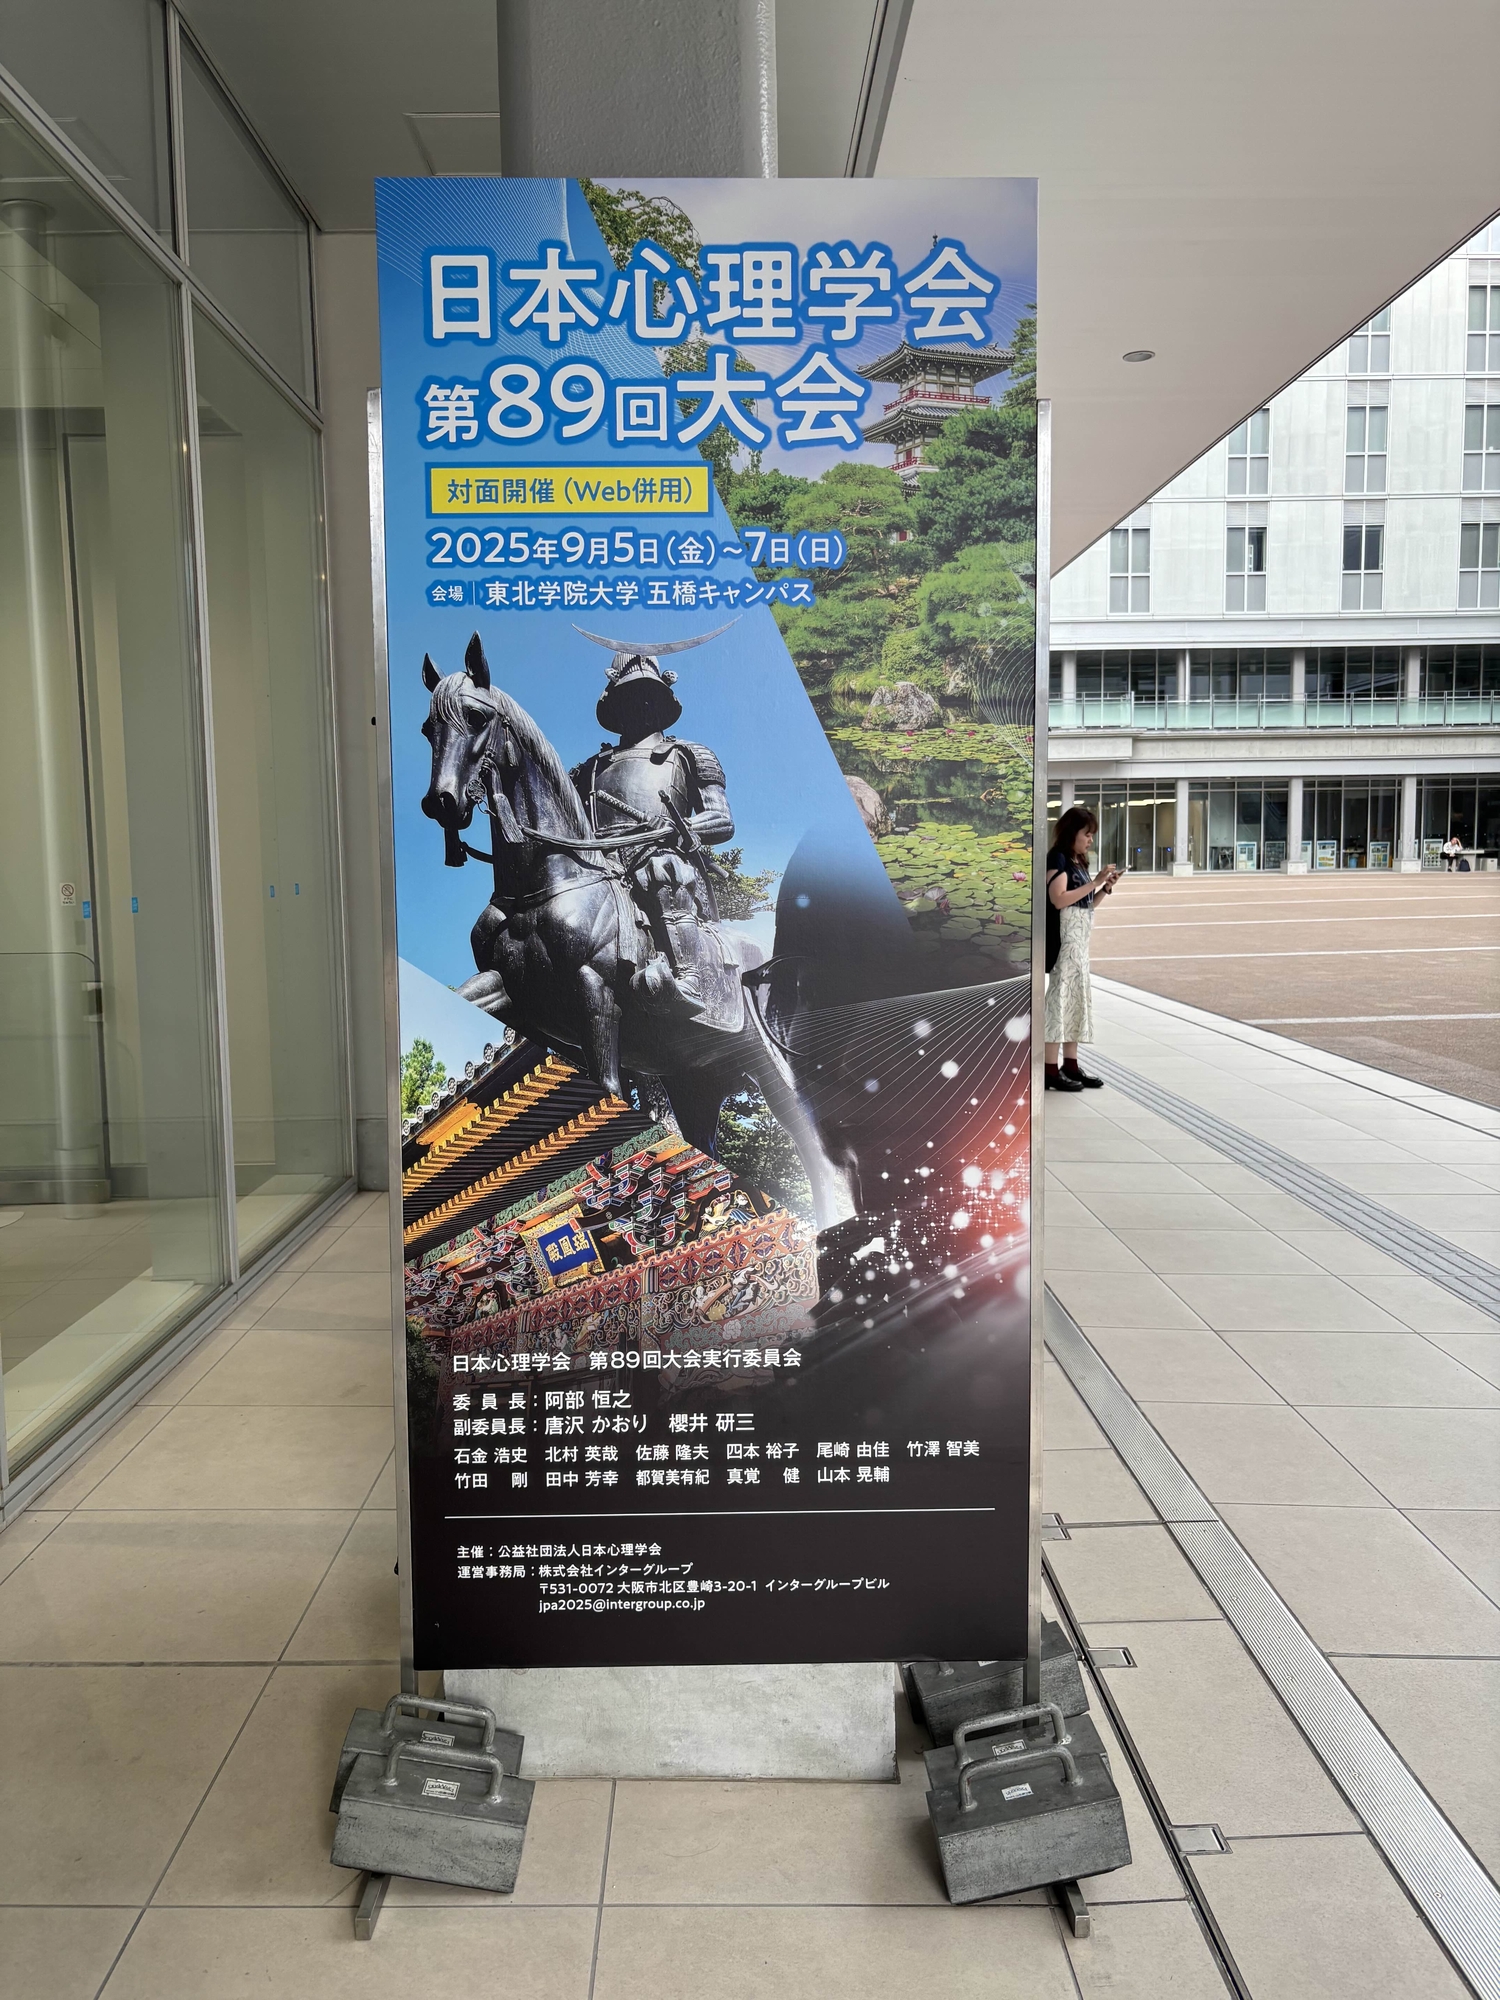 日本心理学会
第89回大会
対面開催（Web併用）
2025年9月5日（金）~7日（日）
会場 東北学院大学 五橋キャンパス
瑞鳳殿
日本心理学会 第89回大会実行委員会
委員長：阿部 恒之
副委員長：唐沢 かおり 櫻井 研三
石金 浩史 北村 英哉 佐藤 隆夫 四本 裕子 尾崎 由佳 竹澤 智美
竹田 剛 田中 芳幸 都賀美有紀 真覚 健 山本 晃輔
主催：公益社団法人日本心理学会
運営事務局：株式会社インターグループ
〒531-0072 大阪市北区豊崎3-20-1 インターグループビル
jpa2025@intergroup.co.jp